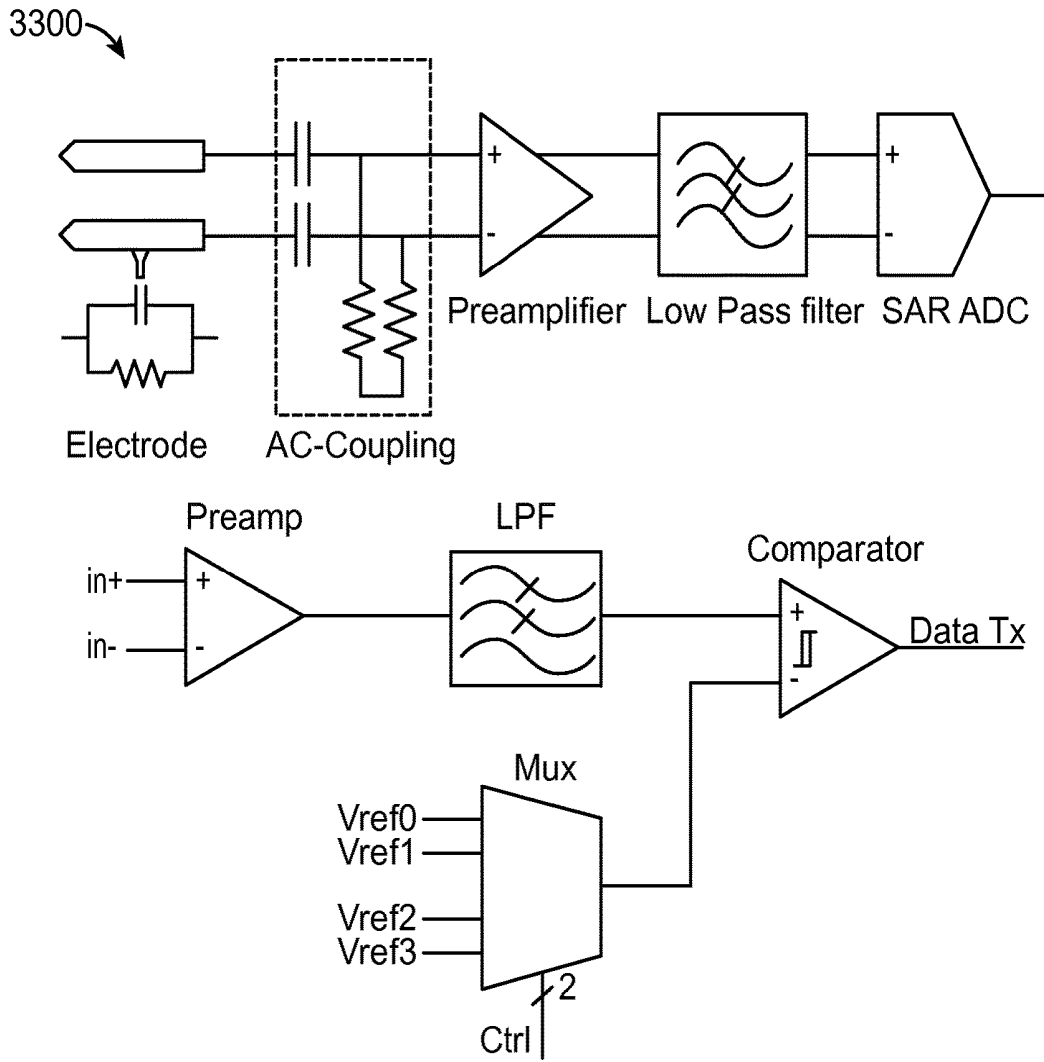 3300
+
-
+
-
Preamplifier Low Pass filter SAR ADC
Electrode AC-Coupling
Preamp LPF
Comparator
in+ +
in- -
+
-
Data Tx
Mux
Vref0
Vref1
Vref2
Vref3
2
Ctrl